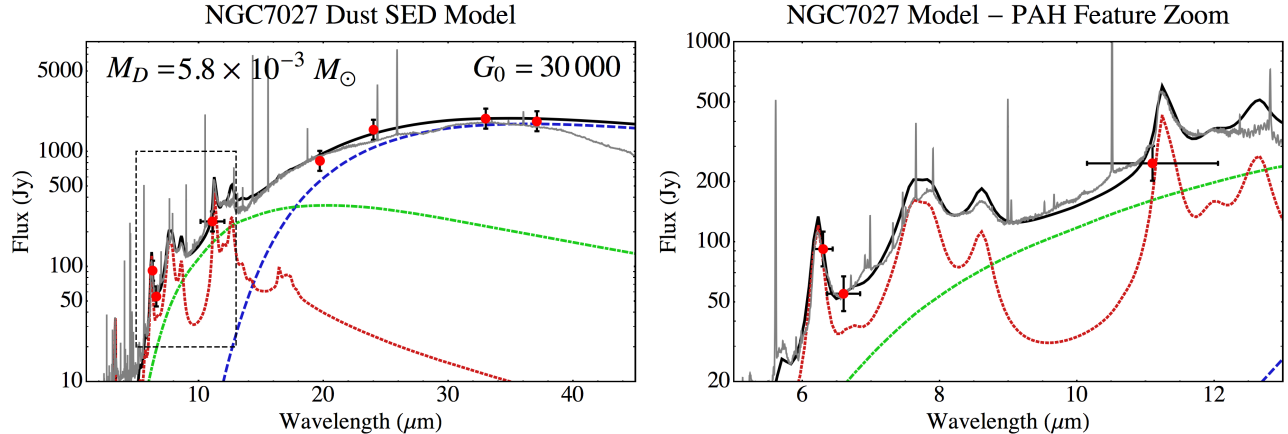 NGC7027 Dust SED Model
M_D = 5.8 × 10⁻³ M_⊙
G₀ = 30 000
Flux (Jy)
5000
1000
500
100
50
10
10
20
30
40
Wavelength (μm)
NGC7027 Model − PAH Feature Zoom
Flux (Jy)
1000
500
200
100
50
20
6
8
10
12
Wavelength (μm)